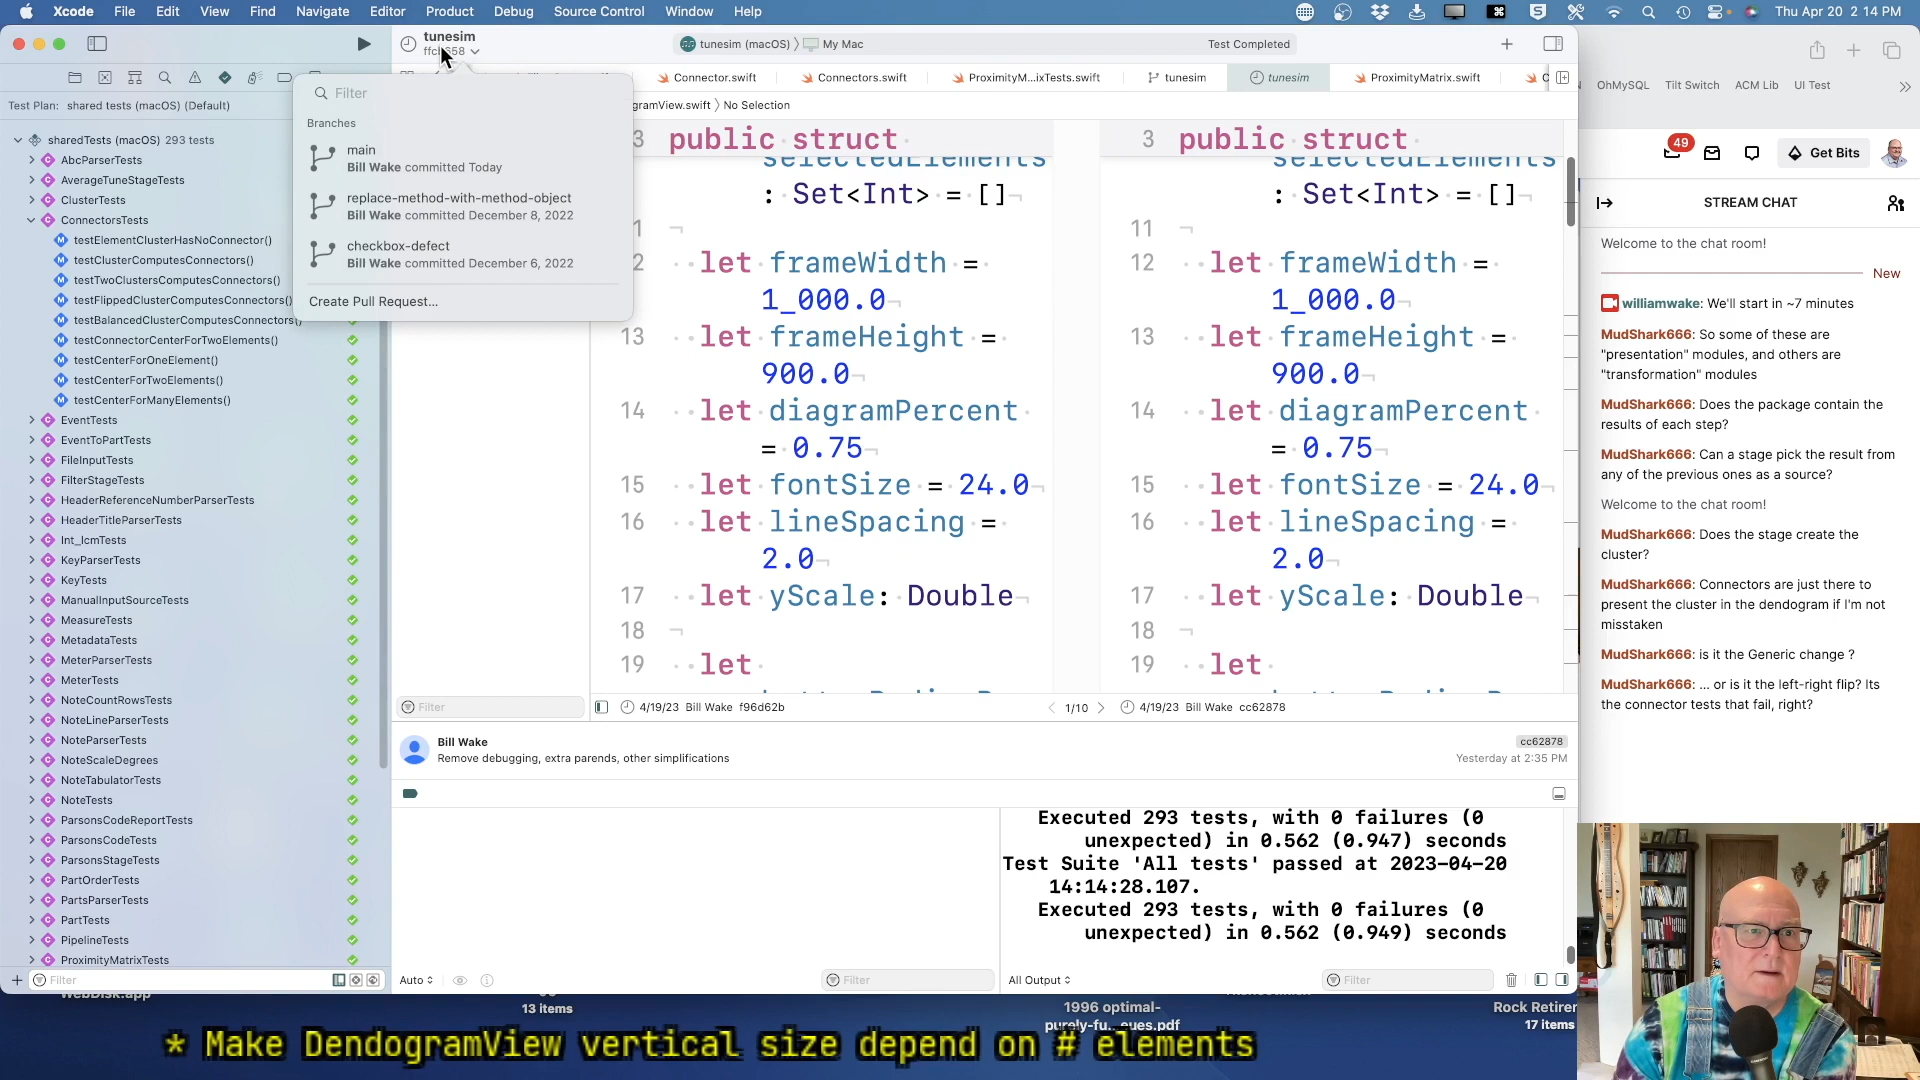 Xcode File Edit View Find Navigate Editor Product Debug Source Control Window Help
Thu Apr 20 2 14 PM
tunesim
tunesim (macOS) 〉 My Mac
Test Completed
Connector.swift
Connectors.swift
ProximityM...ixTests.swift
tunesim
tunesim
ProximityMatrix.swift
Test Plan: shared tests (macOS) (Default)
gramView.swift 〉 No Selection
sharedTests (macOS) 293 tests
AbcParserTests
AverageTuneStageTests
ClusterTests
ConnectorsTests
testElementClusterHasNoConnector()
testClusterComputesConnectors()
testTwoClustersComputesConnectors()
testFlippedClusterComputesConnectors()
testBalancedClusterComputesConnectors()
testConnectorCenterForTwoElements()
testCenterForOneElement()
testCenterForTwoElements()
testCenterForManyElements()
EventTests
EventToPartTests
FileInputTests
FilterStageTests
HeaderReferenceNumberParserTests
HeaderTitleParserTests
Int_lcmTests
KeyParserTests
KeyTests
ManualInputSourceTests
MeasureTests
MetadataTests
MeterParserTests
MeterTests
NoteCountRowsTests
NoteLineParserTests
NoteParserTests
NoteScaleDegrees
NoteTabulatorTests
NoteTests
ParsonsCodeReportTests
ParsonsCodeTests
ParsonsStageTests
PartOrderTests
PartsParserTests
PartTests
PipelineTests
ProximityMatrixTests
Filter
Filter
Branches
main
Bill Wake committed Today
replace-method-with-method-object
Bill Wake committed December 8, 2022
checkbox-defect
Bill Wake committed December 6, 2022
Create Pull Request...
3 public struct
selectedElements
: Set<Int> = []¬
1 ¬
2 let frameWidth =
1_000.0¬
13 let frameHeight =
900.0¬
14 let diagramPercent
= 0.75¬
15 let fontSize = 24.0¬
16 let lineSpacing =
2.0¬
17 let yScale: Double¬
18 ¬
19 let
3 public struct
selectedElements
: Set<Int> = []¬
11 ¬
12 let frameWidth =
1_000.0¬
13 let frameHeight =
900.0¬
14 let diagramPercent
= 0.75¬
15 let fontSize = 24.0¬
16 let lineSpacing =
2.0¬
17 let yScale: Double¬
18 ¬
19 let
Filter
4/19/23 Bill Wake f96d62b
1/10
4/19/23 Bill Wake cc62878
Bill Wake
Remove debugging, extra parends, other simplifications
cc62878
Yesterday at 2:35 PM
Executed 293 tests, with 0 failures (0
unexpected) in 0.562 (0.947) seconds
Test Suite 'All tests' passed at 2023-04-20
14:14:28.107.
Executed 293 tests, with 0 failures (0
unexpected) in 0.562 (0.949) seconds
Auto
Filter
All Output
Filter
OhMySQL Tilt Switch ACM Lib UI Test
49
Get Bits
STREAM CHAT
Welcome to the chat room!
New
williamwake: We'll start in ~7 minutes
MudShark666: So some of these are
"presentation" modules, and others are
"transformation" modules
MudShark666: Does the package contain the
results of each step?
MudShark666: Can a stage pick the result from
any of the previous ones as a source?
Welcome to the chat room!
MudShark666: Does the stage create the
cluster?
MudShark666: Connectors are just there to
present the cluster in the dendogram if I'm not
misstaken
MudShark666: is it the Generic change ?
MudShark666: ... or is it the left-right flip? Its
the connector tests that fail, right?
WebDisk.app
13 items
1996 optimal-
purely-fu...eues.pdf
Rock Retirer
17 items
* Make DendogramView vertical size depend on # elements